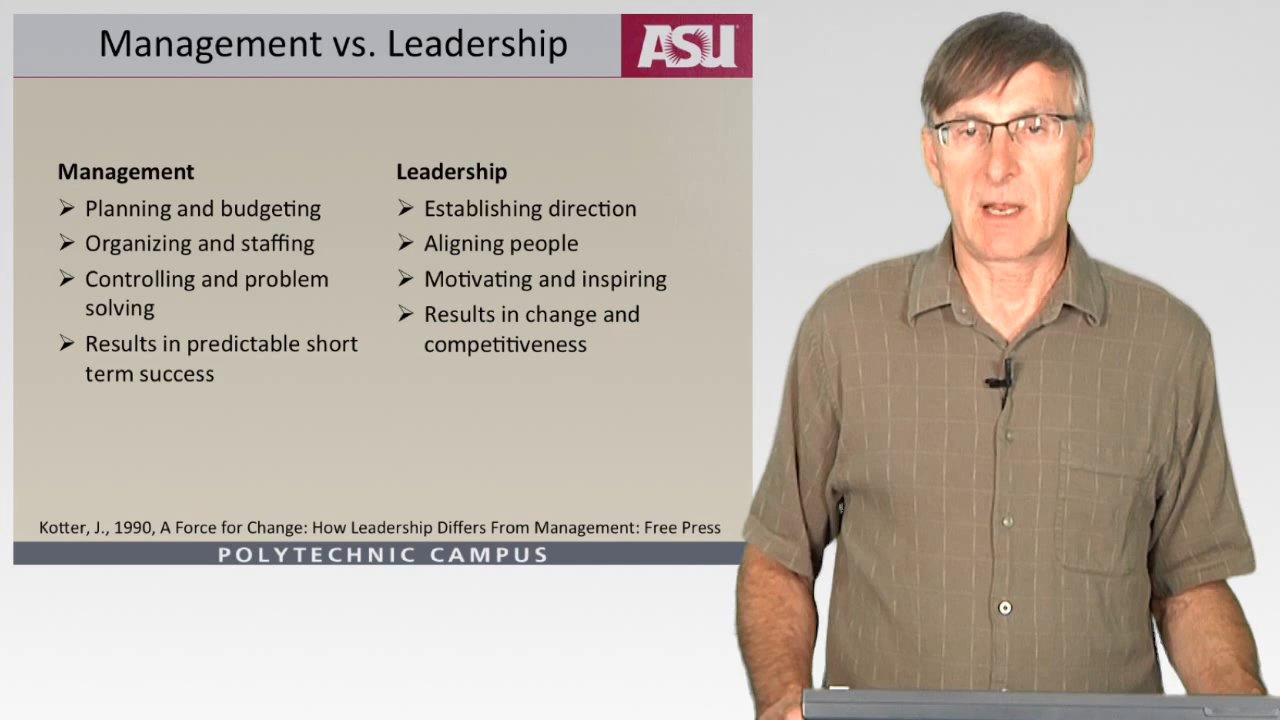 Management vs. Leadership
ASU
Management
➢ Planning and budgeting
➢ Organizing and staffing
➢ Controlling and problem
solving
➢ Results in predictable short
term success
Leadership
➢ Establishing direction
➢ Aligning people
➢ Motivating and inspiring
➢ Results in change and
competitiveness
Kotter, J., 1990, A Force for Change: How Leadership Differs From Management: Free Press
POLYTECHNIC CAMPUS